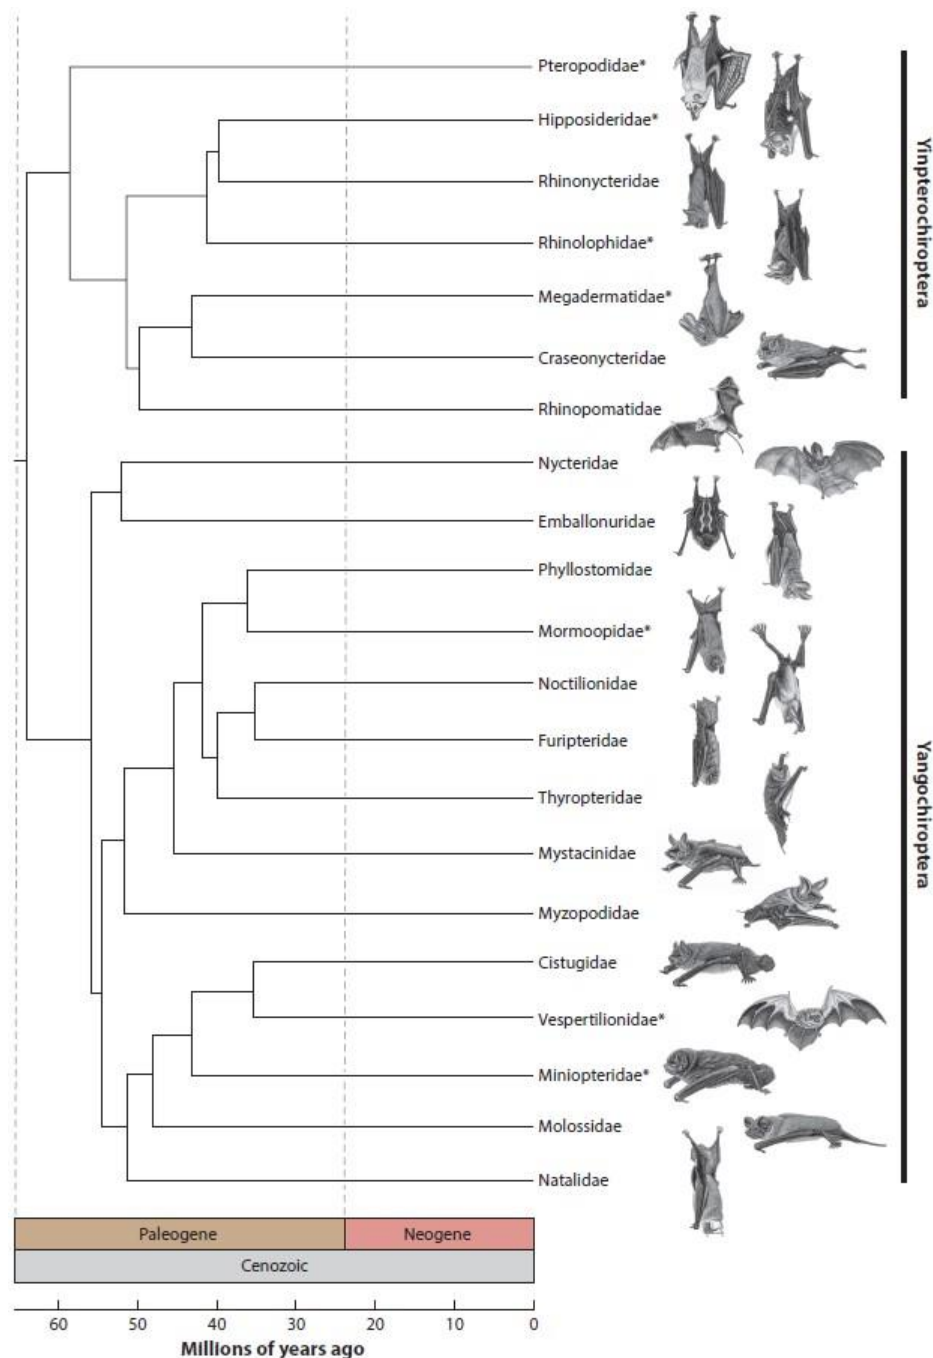 Pteropodidae*
Hipposideridae*
Rhinonycteridae
Rhinolophidae*
Megadermatidae*
Craseonycteridae
Rhinopomatidae
Yinpterochiroptera
Nycteridae
Emballonuridae
Phyllostomidae
Mormoopidae*
Noctilionidae
Furipteridae
Thyropteridae
Mystacinidae
Myzopodidae
Cistugidae
Vespertilionidae*
Miniopteridae*
Molossidae
Natalidae
Yangochiroptera
Paleogene Neogene
Cenozoic
60 50 40 30 20 10 0
Millions of years ago